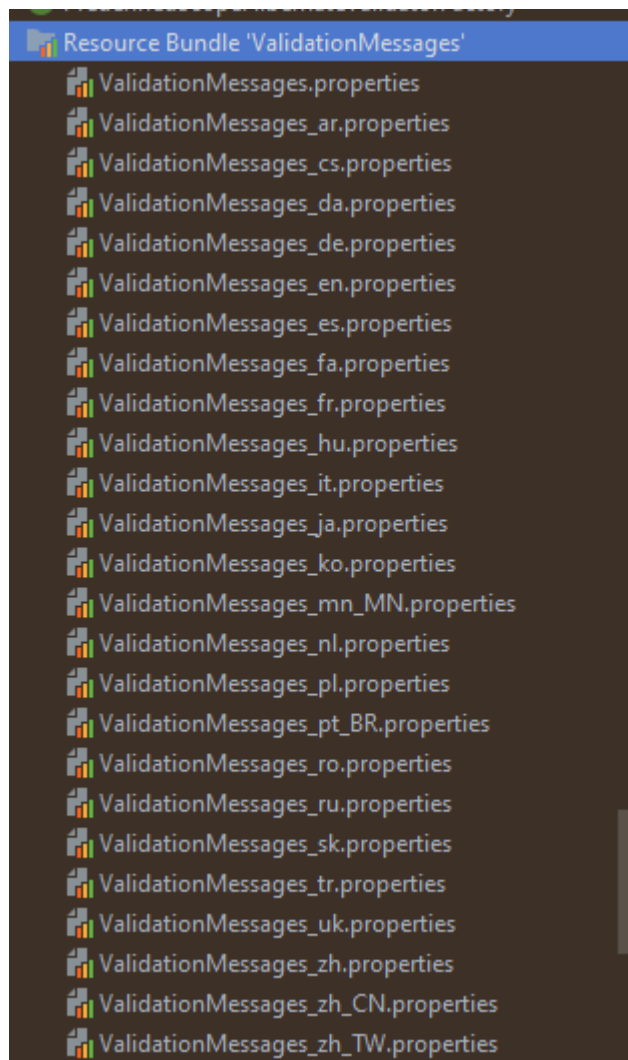 Resource Bundle 'ValidationMessages'
ValidationMessages.properties
ValidationMessages_ar.properties
ValidationMessages_cs.properties
ValidationMessages_da.properties
ValidationMessages_de.properties
ValidationMessages_en.properties
ValidationMessages_es.properties
ValidationMessages_fa.properties
ValidationMessages_fr.properties
ValidationMessages_hu.properties
ValidationMessages_it.properties
ValidationMessages_ja.properties
ValidationMessages_ko.properties
ValidationMessages_mn_MN.properties
ValidationMessages_nl.properties
ValidationMessages_pl.properties
ValidationMessages_pt_BR.properties
ValidationMessages_ro.properties
ValidationMessages_ru.properties
ValidationMessages_sk.properties
ValidationMessages_tr.properties
ValidationMessages_uk.properties
ValidationMessages_zh.properties
ValidationMessages_zh_CN.properties
ValidationMessages_zh_TW.properties